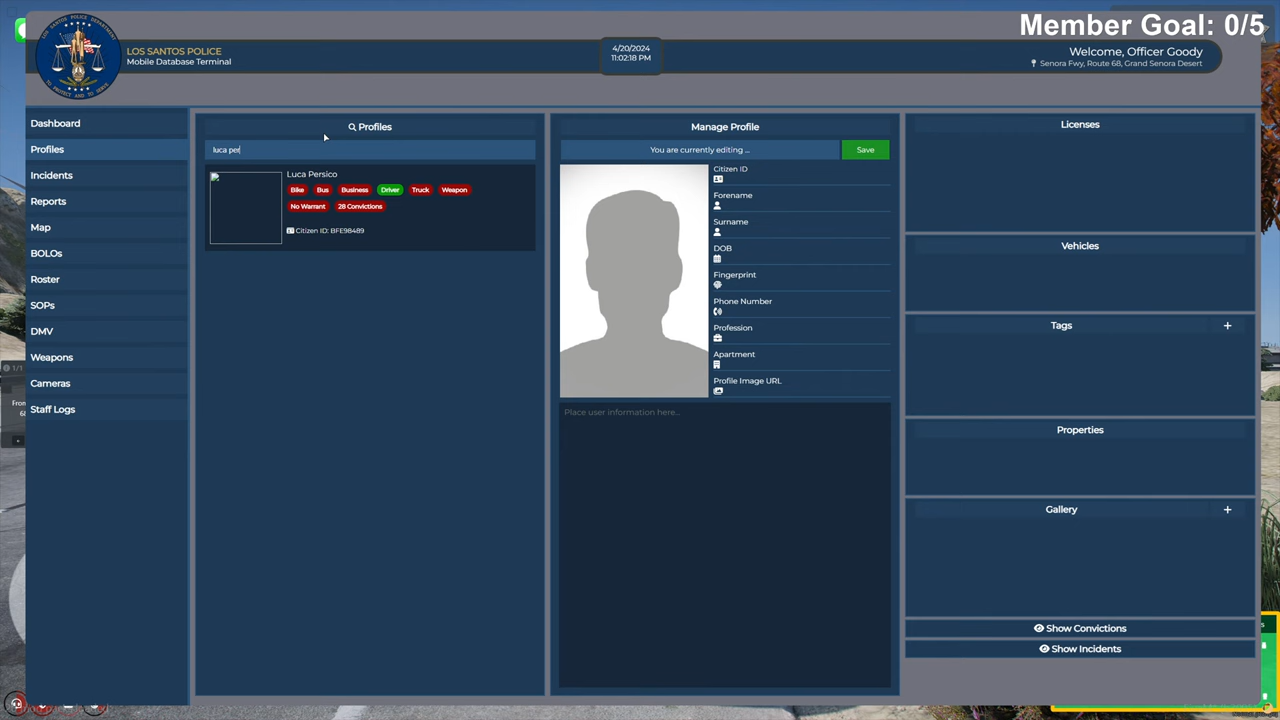 Member Goal: 0/5
LOS SANTOS POLICE
Mobile Database Terminal
4/20/2024
11:02:18 PM
Welcome, Officer Goody
Senora Fwy, Route 68, Grand Senora Desert
Dashboard
Profiles
Incidents
Reports
Map
BOLOs
Roster
SOPs
DMV
Weapons
Cameras
Staff Logs
Profiles
luca per
Luca Persico
Bike Bus Business Driver Truck Weapon
No Warrant 28 Convictions
Citizen ID: BFE98489
Manage Profile
You are currently editing ...
Save
Citizen ID
Forename
Surname
DOB
Fingerprint
Phone Number
Profession
Apartment
Profile Image URL
Place user information here...
Licenses
Vehicles
Tags +
Properties
Gallery +
Show Convictions
Show Incidents
1/1
From